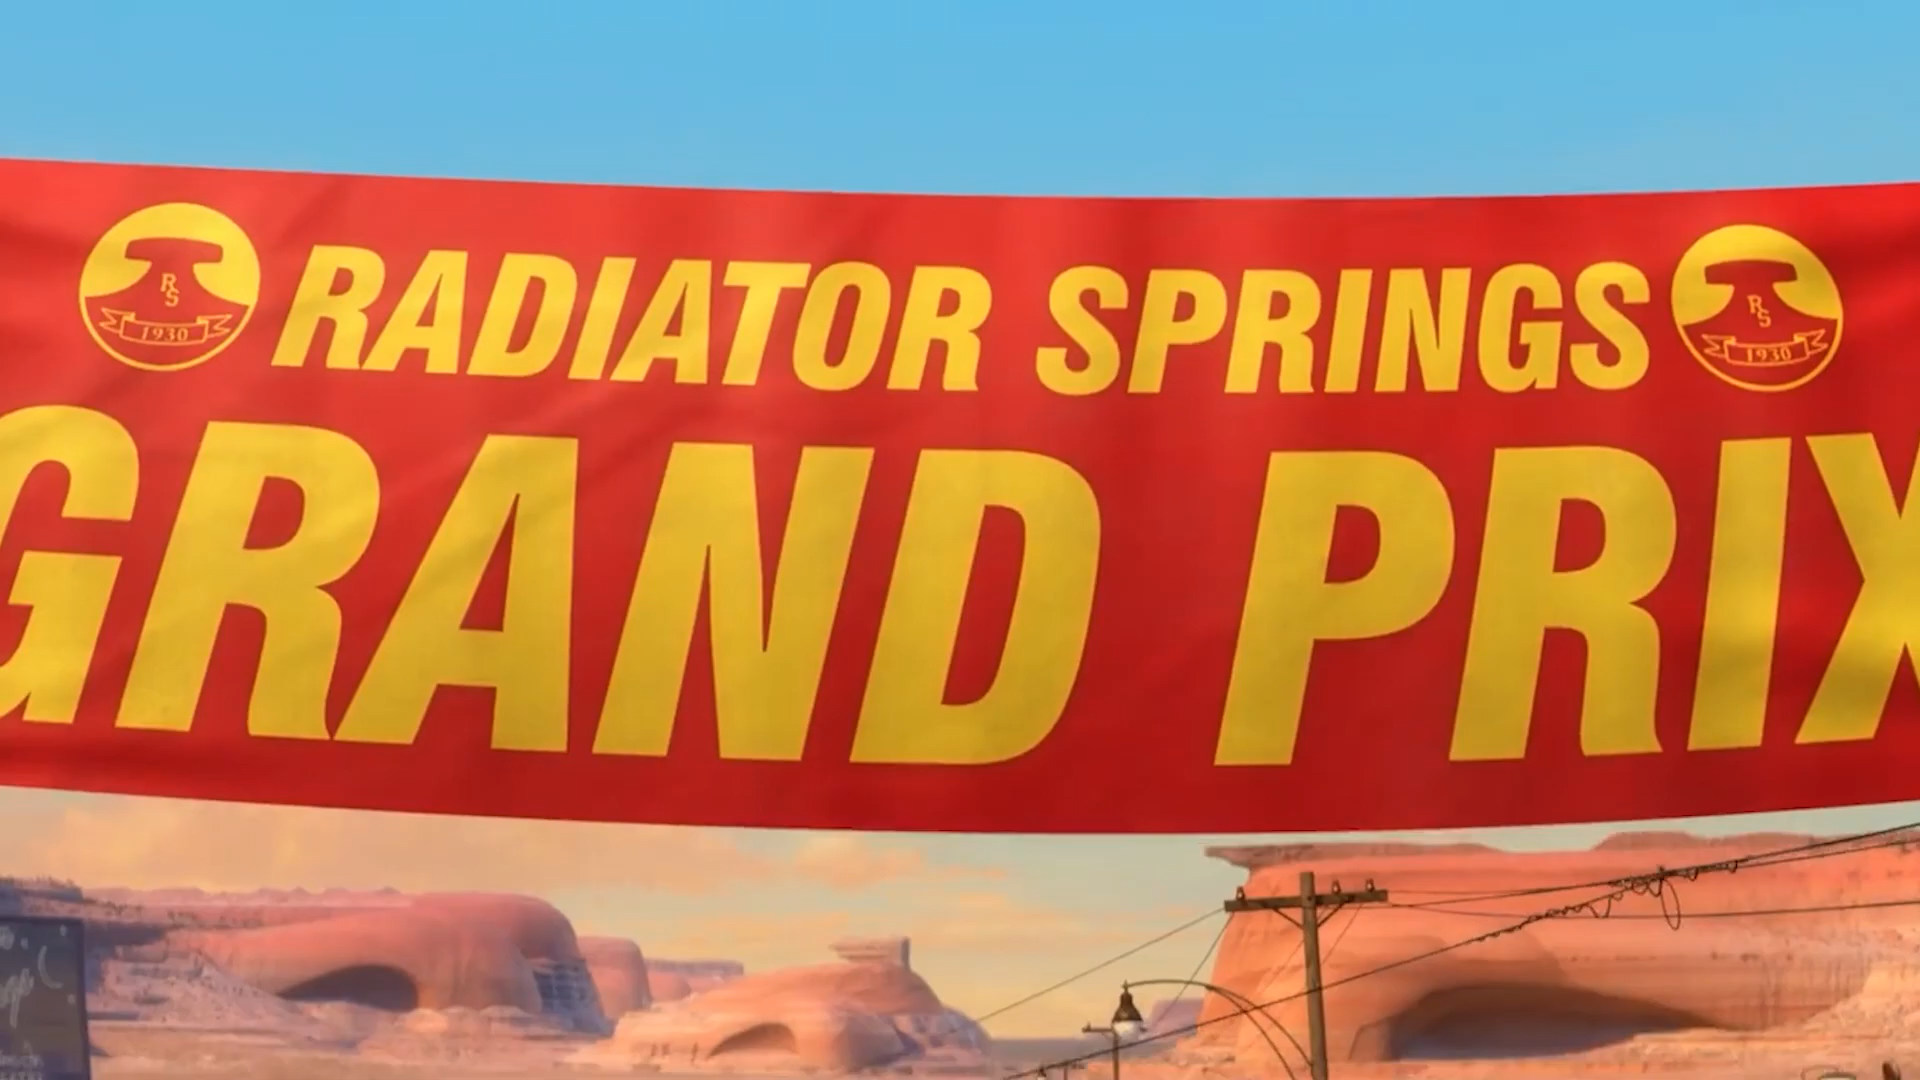 RADIATOR SPRINGS
RS
1930
RS
1930
GRAND PRIX